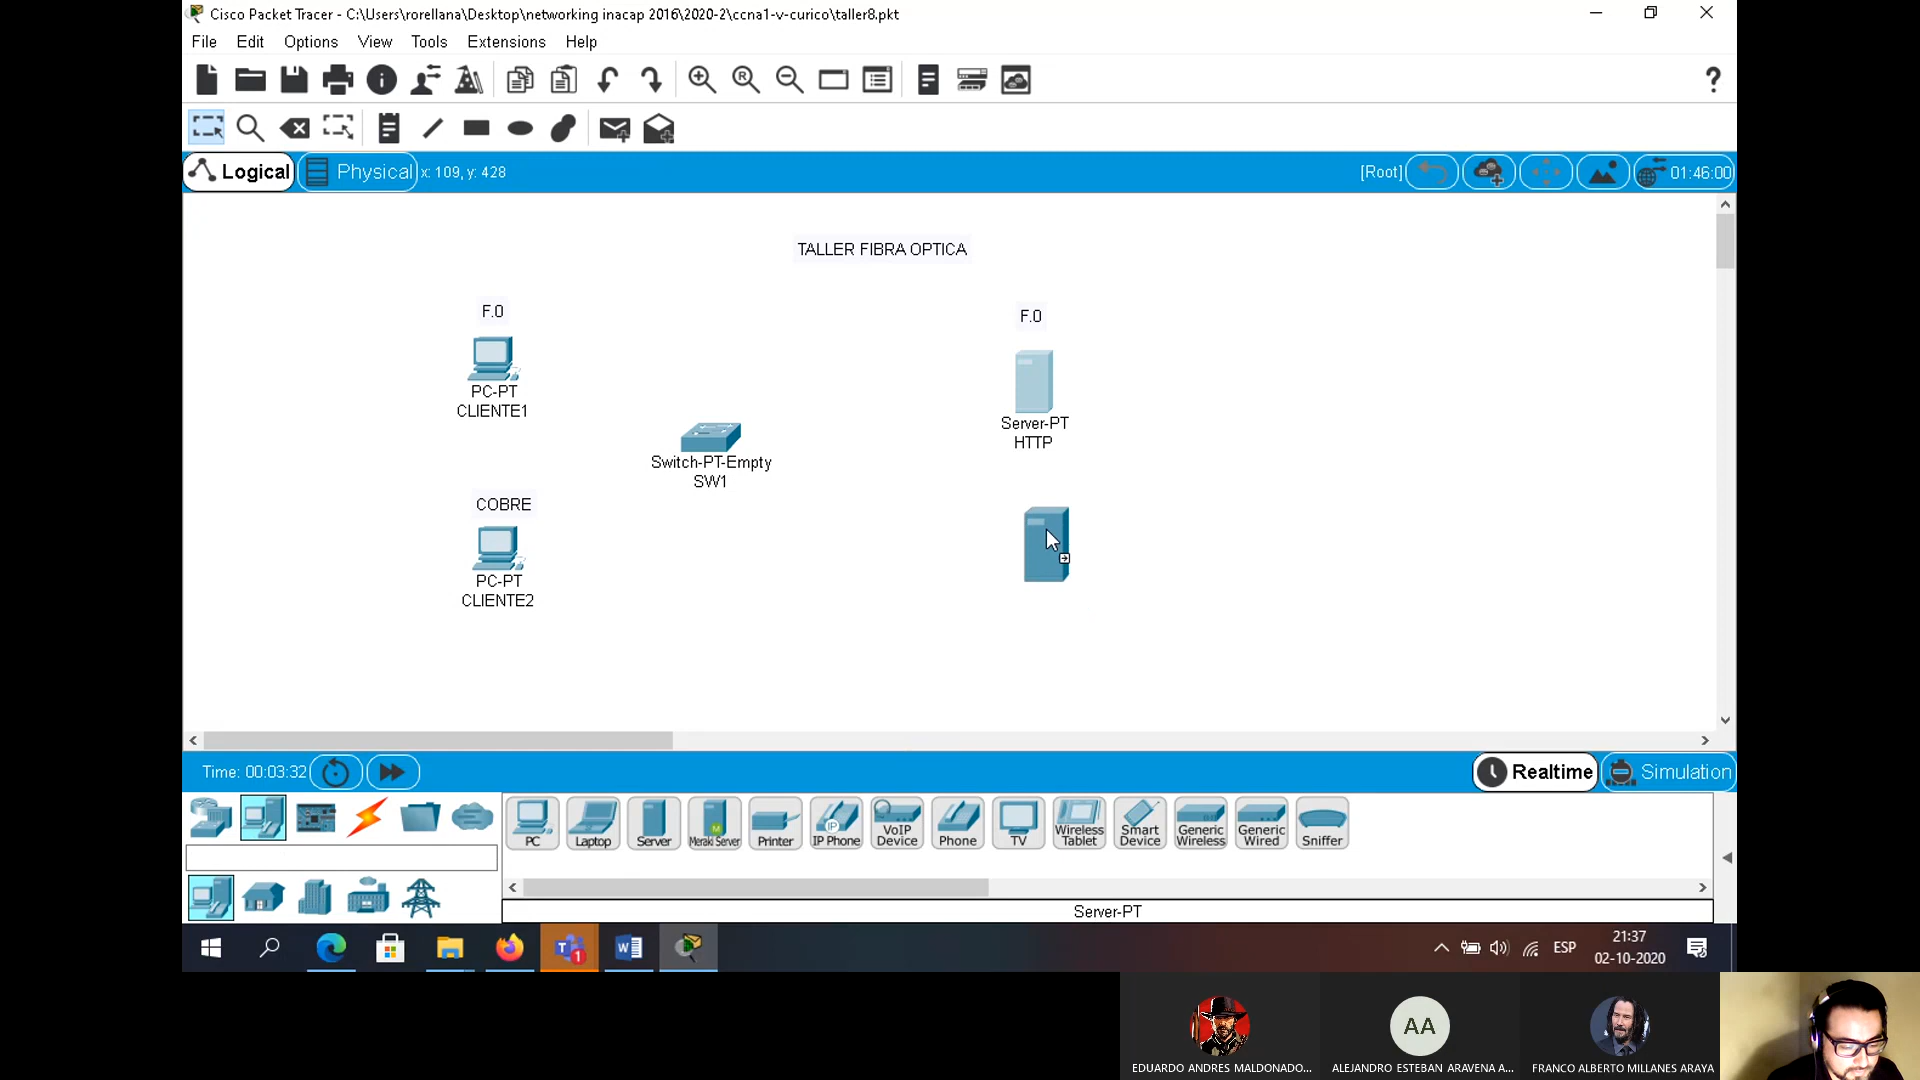 Cisco Packet Tracer - C:\Users\rorellana\Desktop\networking inacap 2016\2020-2\ccna1-v-curico\taller8.pkt
File Edit Options View Tools Extensions Help
Logical Physical x: 109, y: 428 [Root] 01:46:00
TALLER FIBRA OPTICA
F.0
F.0
PC-PT
CLIENTE1
Server-PT
HTTP
Switch-PT-Empty
SW1
COBRE
PC-PT
CLIENTE2
Time: 00:03:32 Realtime Simulation
PC Laptop Server Meraki Server Printer IP Phone VoIP Device Phone TV Wireless Tablet Smart Device Generic Wireless Generic Wired Sniffer
Server-PT
ESP
21:37
02-10-2020
AA
EDUARDO ANDRES MALDONADO... ALEJANDRO ESTEBAN ARAVENA A... FRANCO ALBERTO MILLANES ARAYA